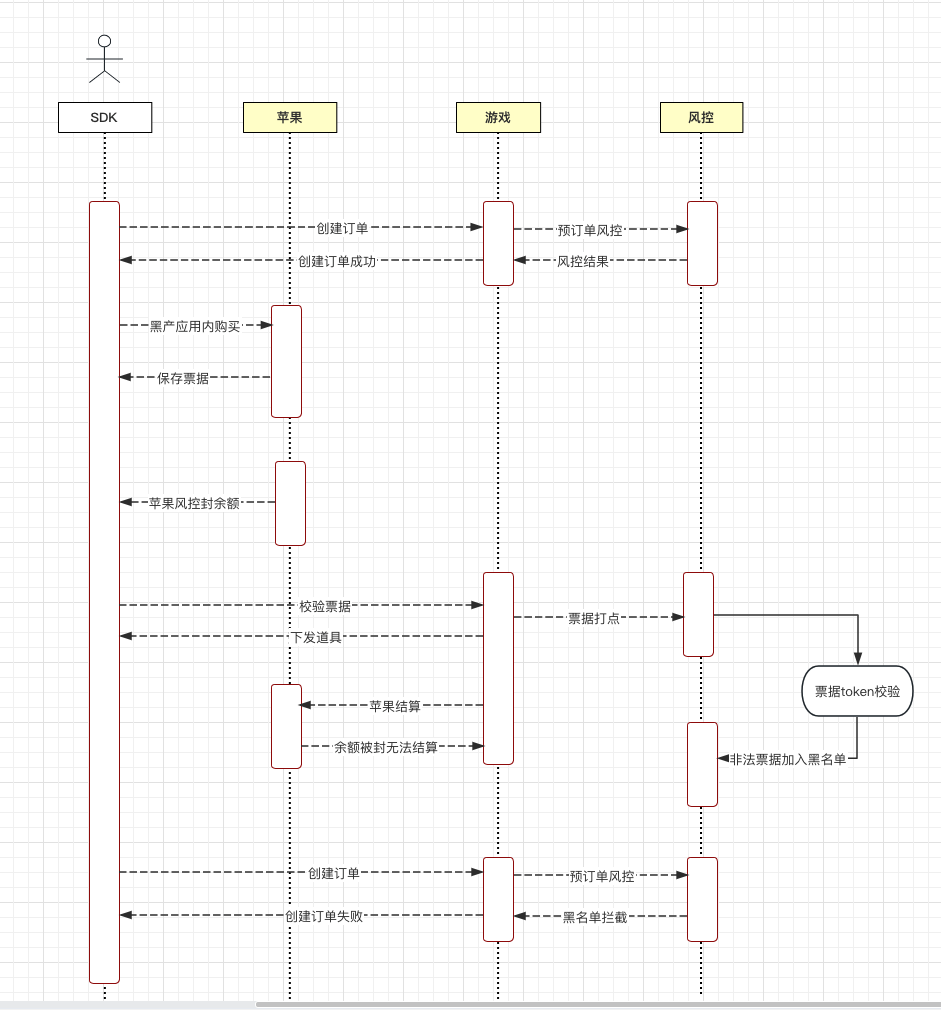 SDK
苹果
游戏
风控
创建订单
预订单风控
创建订单成功
风控结果
黑产应用内购买
保存票据
苹果风控封余额
校验票据
票据打点
下发道具
票据token校验
苹果结算
余额被封无法结算
非法票据加入黑名单
创建订单
预订单风控
创建订单失败
黑名单拦截